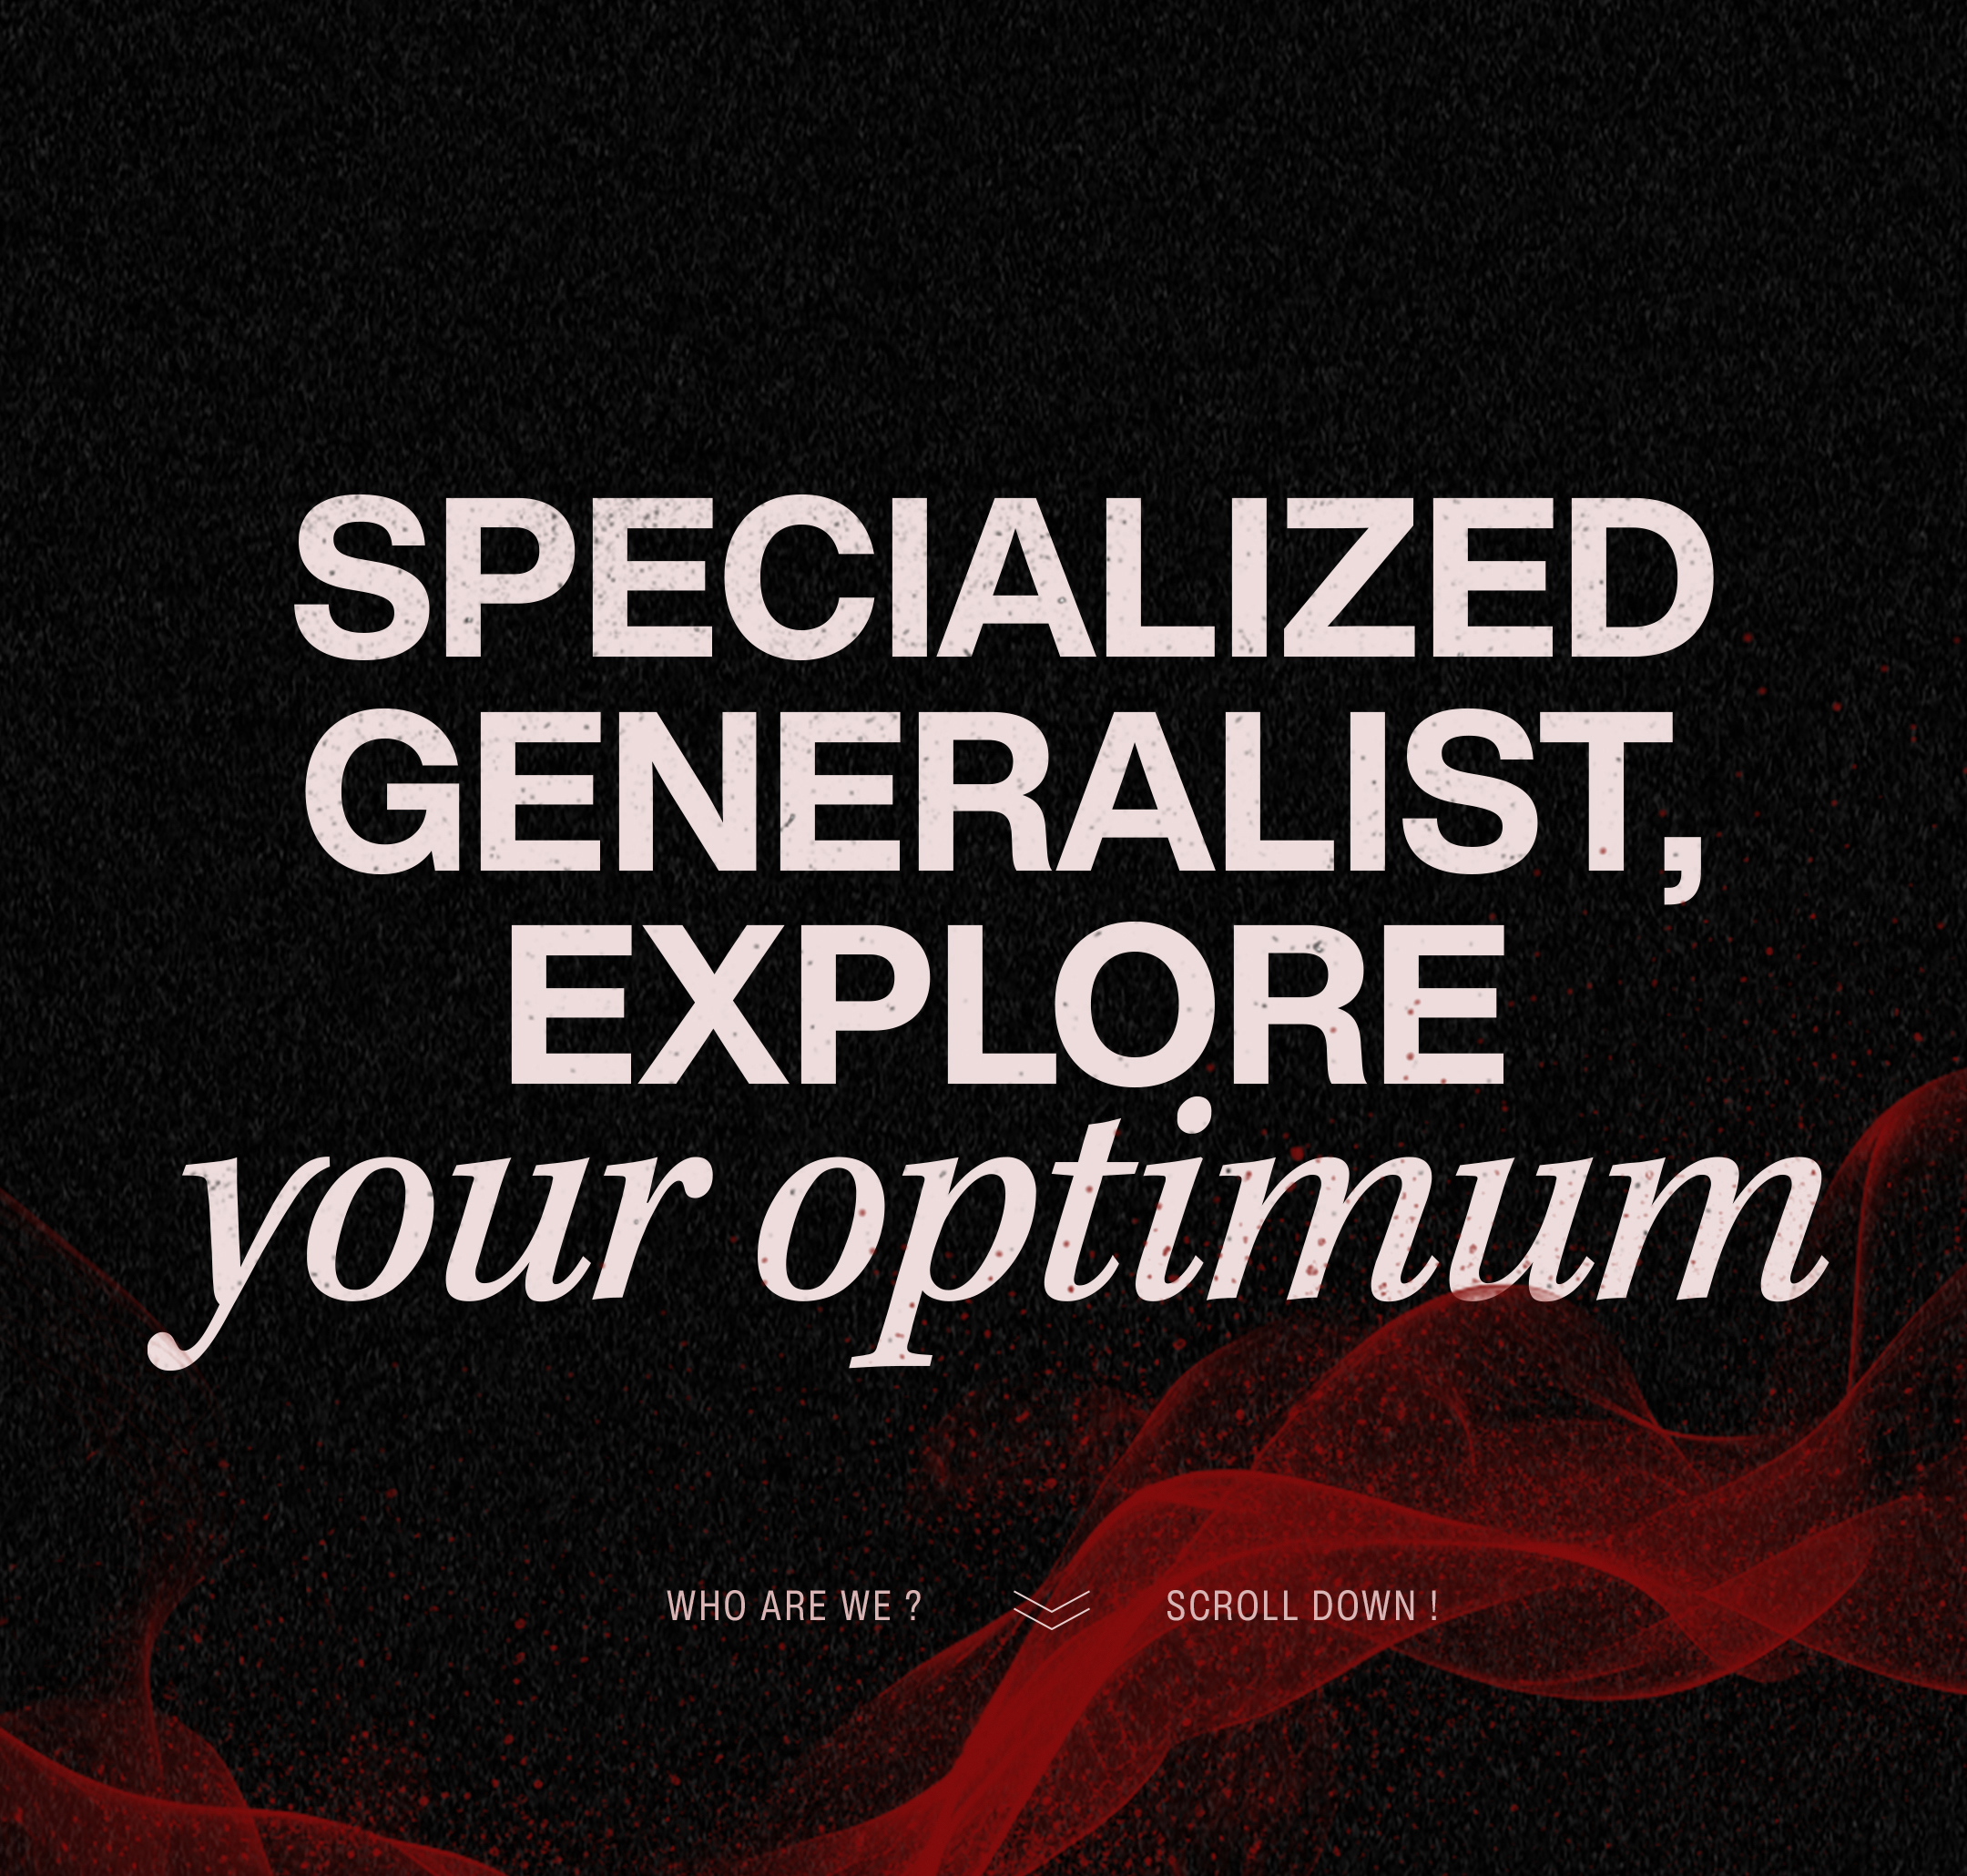 SPECIALIZED
GENERALIST,
EXPLORE
your optimum
WHO ARE WE ?
SCROLL DOWN !